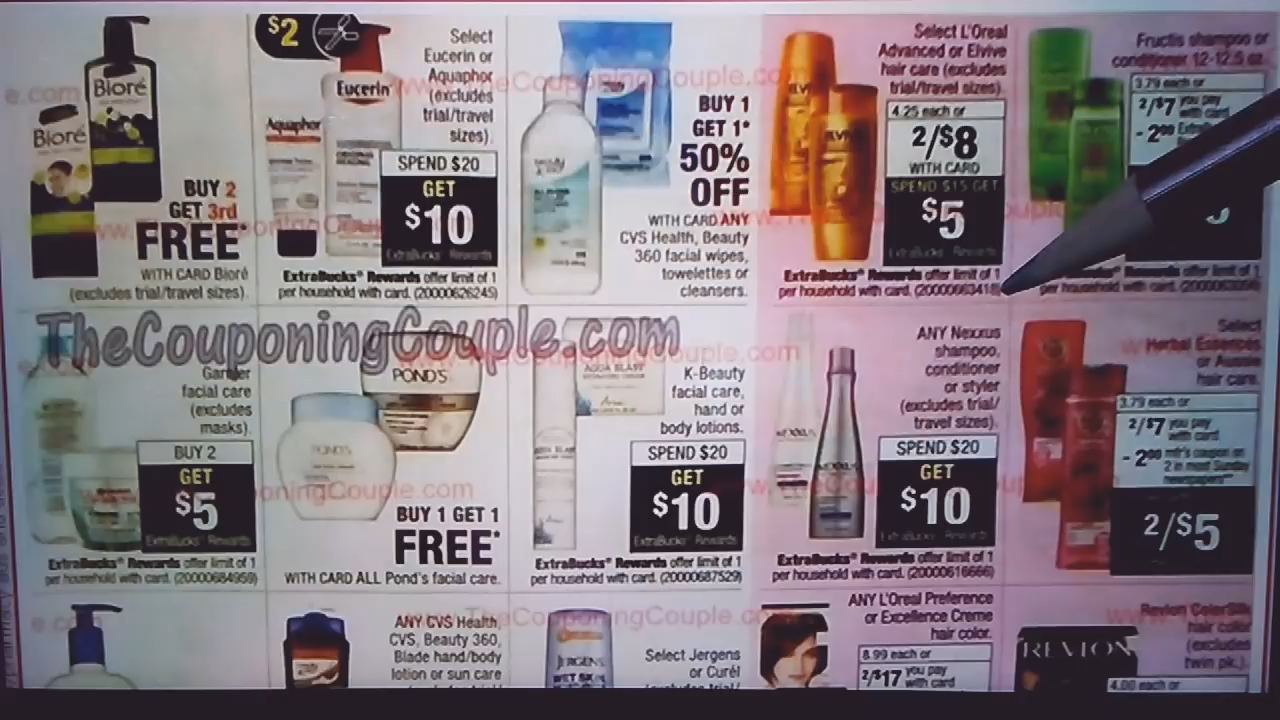 Bioré
Bioré
BUY 2
GET 3rd
FREE*
WITH CARD Bioré
(excludes trial/travel sizes).
$2
Eucerin
Aquaphor
Select
Eucerin or
Aquaphor
(excludes
trial/travel
sizes).
SPEND $20
GET
$10
ExtraBucks® Rewards
ExtraBucks® Rewards offer limit of 1
per household with card. (20000626245)
BUY 1
GET 1*
50%
OFF
WITH CARD ANY
CVS Health, Beauty
360 facial wipes,
towelettes or
cleansers.
Select L'Oreal
Advanced or Elvive
hair care (excludes
trial/travel sizes).
4.25 each or
2/$8
WITH CARD
SPEND $15 GET
$5
ExtraBucks® Rewards
ExtraBucks® Rewards offer limit of 1
per household with card.
Fructis shampoo or
conditioner 12-12.5 oz.
3.79 each or
2/$7 you pay
with card
- 2.00
TheCouponingCouple.com
Garnier
facial care
(excludes
masks).
BUY 2
GET
$5
ExtraBucks® Rewards
ExtraBucks® Rewards offer limit of 1
per household with card. (20000684959)
POND'S
POND'S
BUY 1 GET 1
FREE*
WITH CARD ALL Pond's facial care.
AQUA BLAST
K-Beauty
facial care,
hand or
body lotions.
SPEND $20
GET
$10
ExtraBucks® Rewards
ExtraBucks® Rewards offer limit of 1
per household with card. (20000687529)
NEXXUS
ANY Nexxus
shampoo,
conditioner
or styler
(excludes trial/
travel sizes).
SPEND $20
GET
$10
ExtraBucks® Rewards
ExtraBucks® Rewards offer limit of 1
per household with card. (20000616666)
Select
Herbal Essences
or Aussie
hair care.
3.79 each or
2/$7 you pay
with card
- 2.00 mfr's coupon on
2 in most Sunday
newspapers**
2/$5
ANY CVS Health,
CVS, Beauty 360,
Blade hand/body
lotion or sun care
JERGENS
WET SKIN
Select Jergens
or Curél
(excludes trial/
ANY L'Oreal Preference
or Excellence Creme
hair color.
8.99 each or
2/$17 you pay
with card
REVLON
Revlon ColorSilk
hair color
(excludes
twin pk.).
4.00 each or